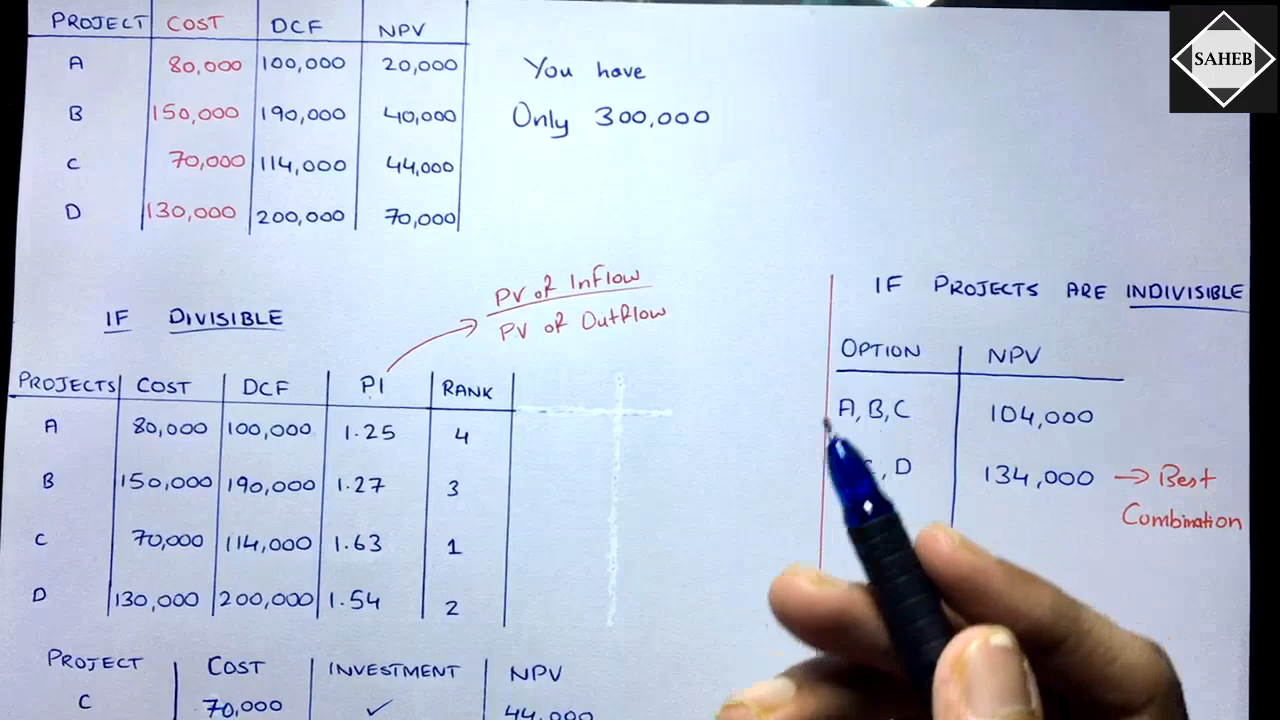 SAHEB
PROJECT COST DCF NPV
A 80,000 100,000 20,000
B 150,000 190,000 40,000
C 70,000 114,000 44,000
D 130,000 200,000 70,000
You have
Only 300,000
IF DIVISIBLE
PV of Inflow
PV of Outflow
PROJECTS COST DCF PI RANK
A 80,000 100,000 1.25 4
B 150,000 190,000 1.27 3
C 70,000 114,000 1.63 1
D 130,000 200,000 1.54 2
PROJECT COST INVESTMENT NPV
C 70,000 ✓ 44,000
IF PROJECTS ARE INDIVISIBLE
OPTION NPV
A, B, C 104,000
, D 134,000 → Best
Combination